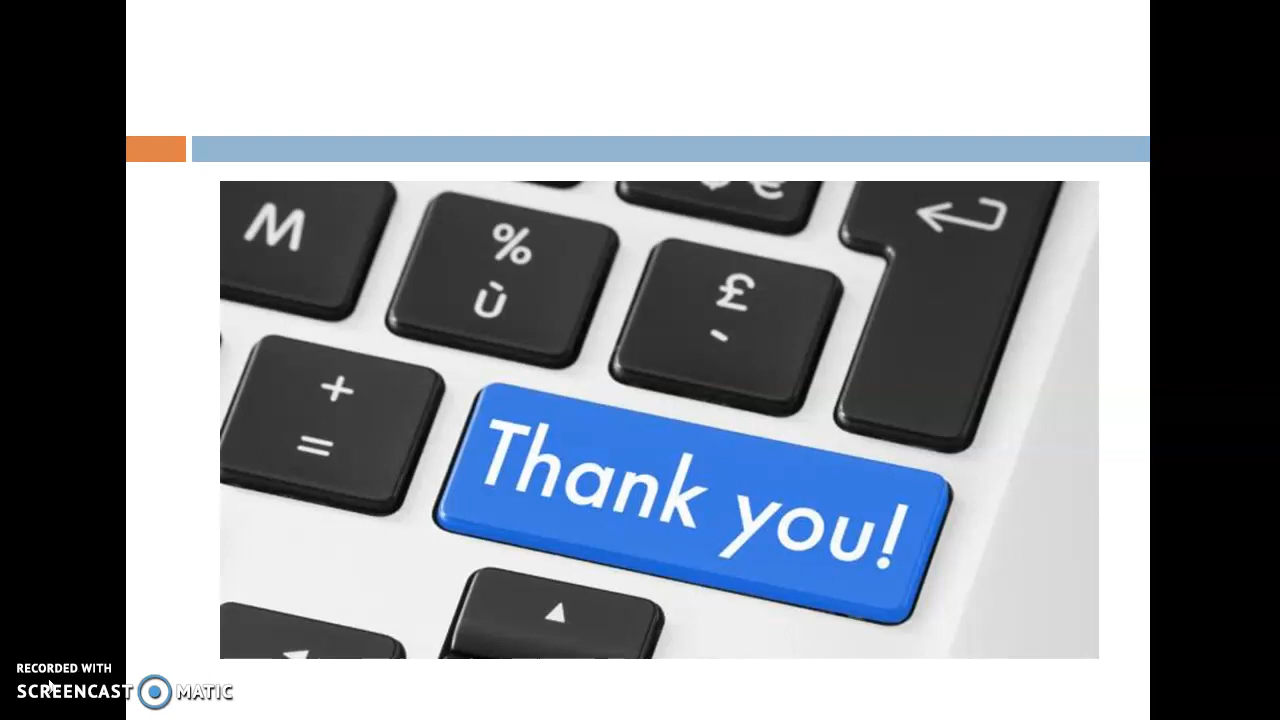 M
%
ù
£
`
+
=
Thank you!
RECORDED WITH
SCREENCAST MATIC